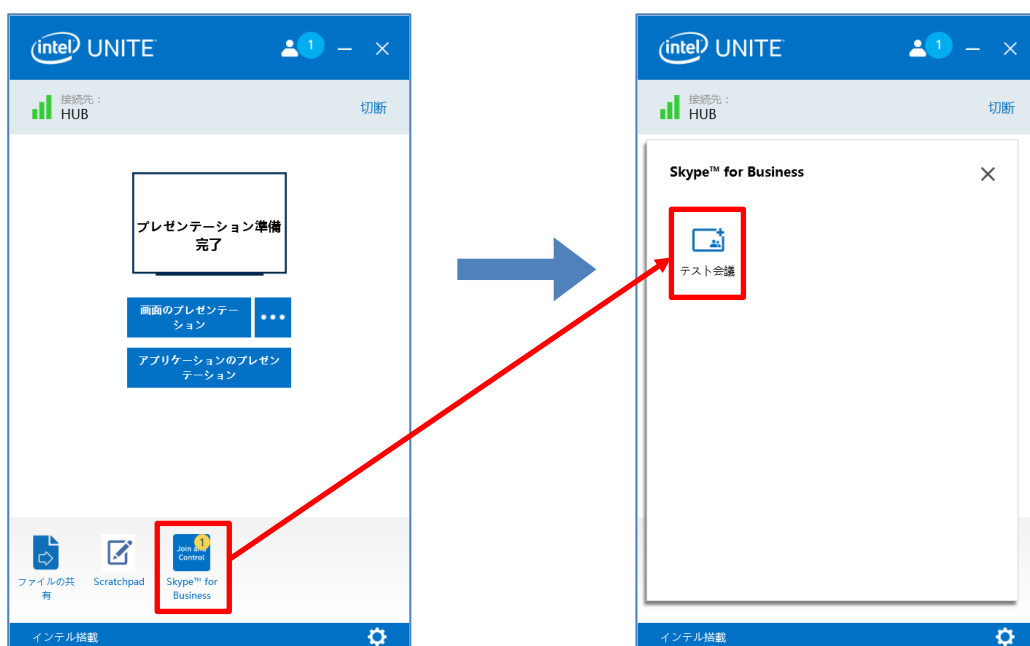 intel UNITE
1
接続先：
HUB
切断
プレゼンテーション準備
完了
画面のプレゼンテー
ション
アプリケーションのプレゼン
テーション
1
Join and
Control
ファイルの共
有
Scratchpad
Skype™ for
Business
インテル搭載
intel UNITE
1
接続先：
HUB
切断
Skype™ for Business
テスト会議
インテル搭載